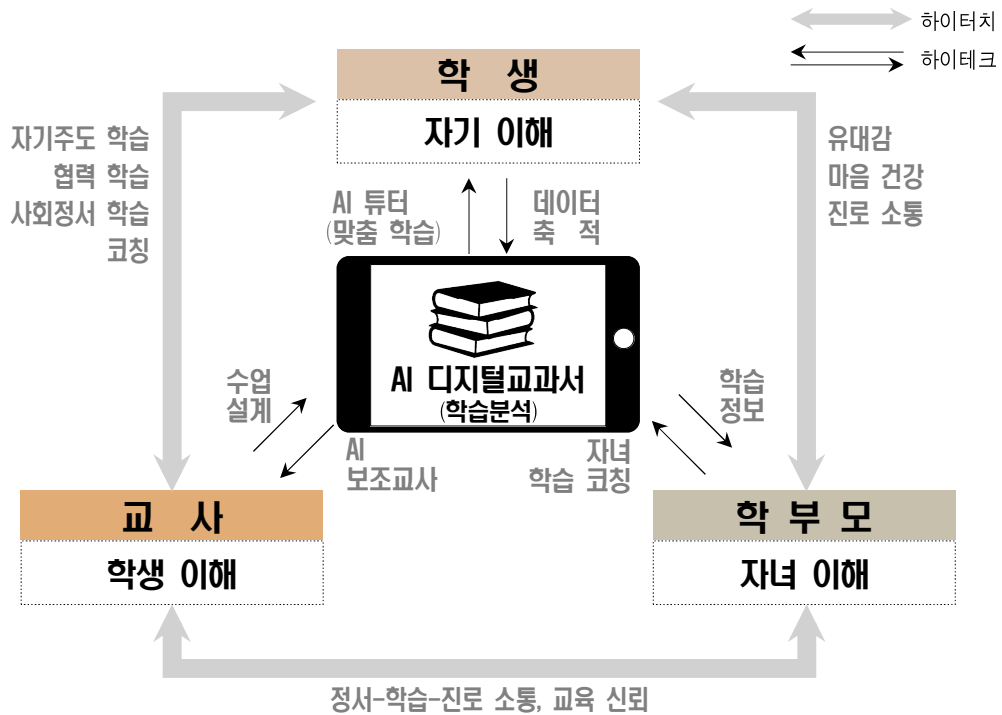 하이터치
하이테크
학 생
자기 이해
자기주도 학습
협력 학습
사회정서 학습
코칭
유대감
마음 건강
진로 소통
AI 튜터
(맞춤 학습)
데이터
축 적
AI 디지털교과서
(학습분석)
수업
설계
학습
정보
AI
보조교사
자녀
학습 코칭
교 사
학생 이해
학 부 모
자녀 이해
정서-학습-진로 소통, 교육 신뢰